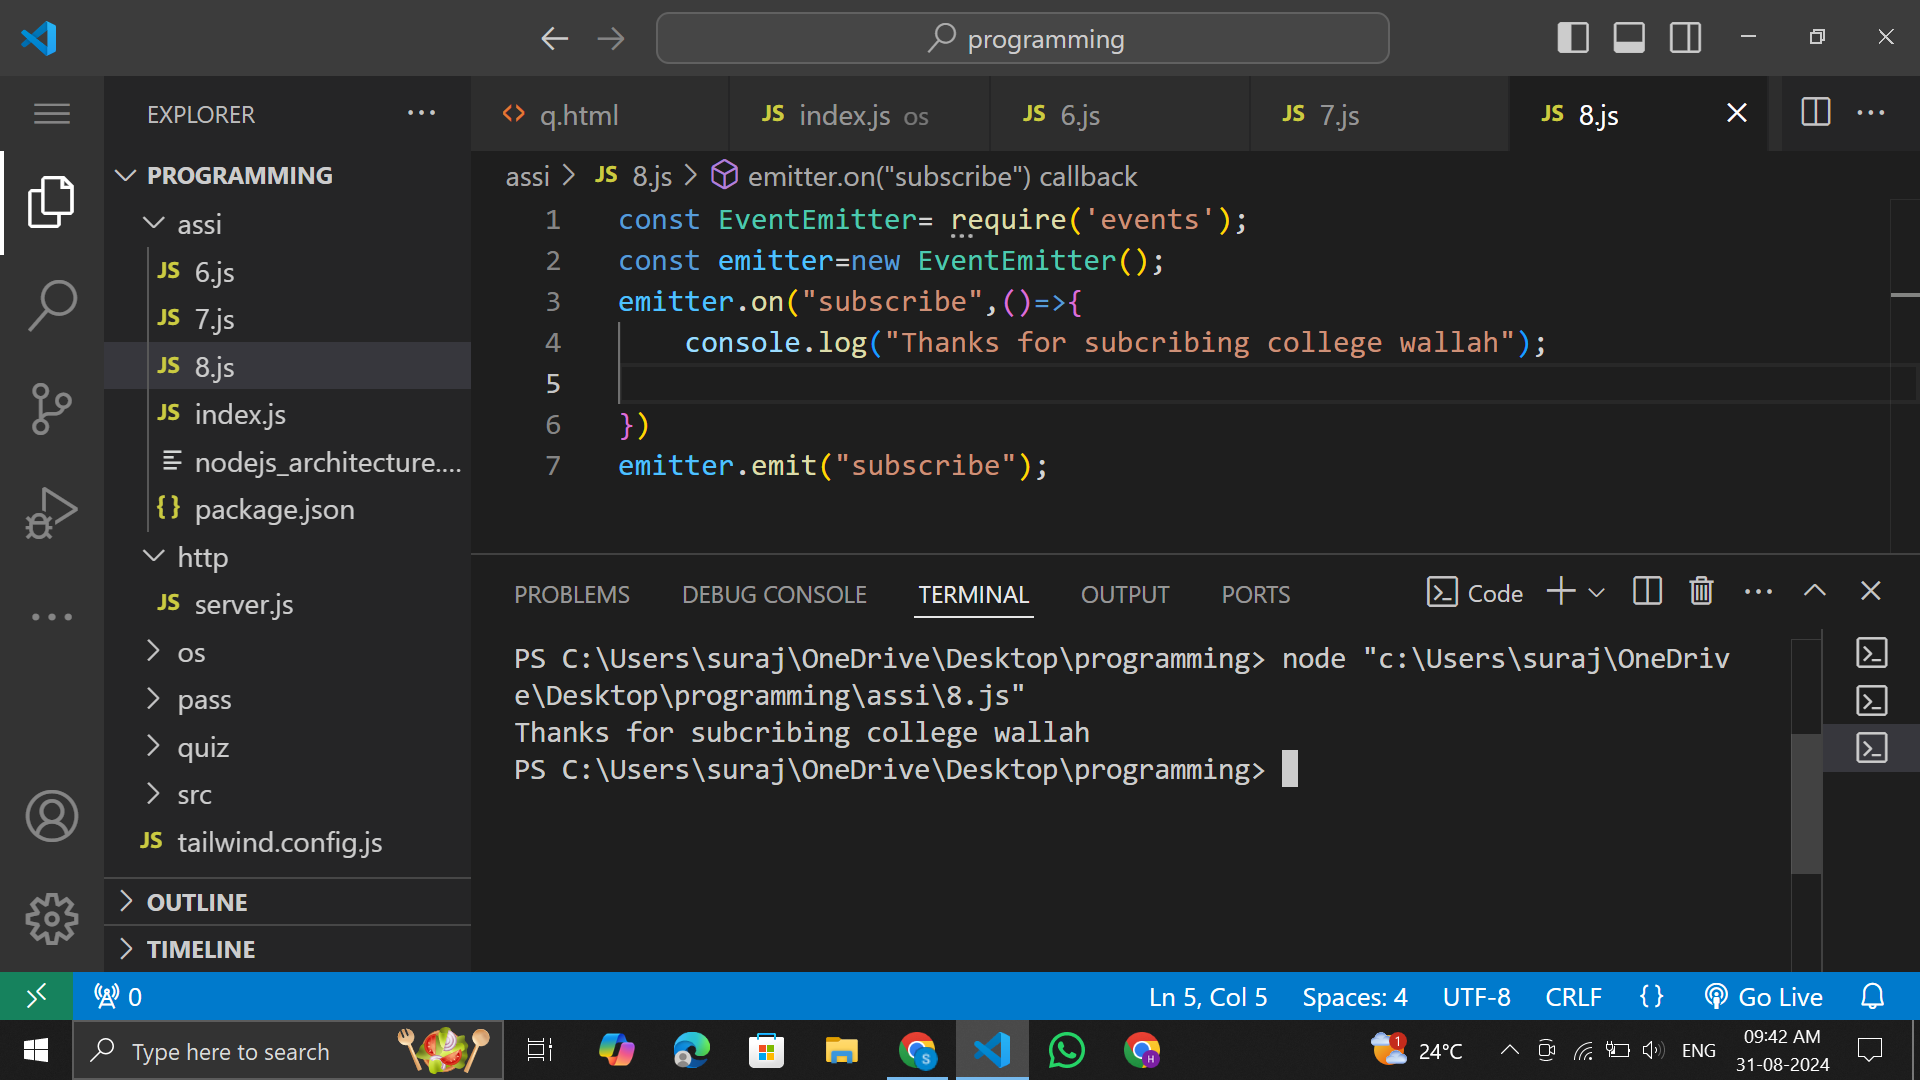 programming
EXPLORER
PROGRAMMING
assi
JS 6.js
JS 7.js
JS 8.js
JS index.js
nodejs_architecture....
{} package.json
http
JS server.js
os
pass
quiz
src
JS tailwind.config.js
OUTLINE
TIMELINE
<> q.html
JS index.js os
JS 6.js
JS 7.js
JS 8.js
assi > JS 8.js > emitter.on("subscribe") callback
1 const EventEmitter= require('events');
2 const emitter=new EventEmitter();
3 emitter.on("subscribe",()=>{
4 console.log("Thanks for subcribing college wallah");
5
6 })
7 emitter.emit("subscribe");
PROBLEMS DEBUG CONSOLE TERMINAL OUTPUT PORTS Code
PS C:\Users\suraj\OneDrive\Desktop\programming> node "c:\Users\suraj\OneDriv
e\Desktop\programming\assi\8.js"
Thanks for subcribing college wallah
PS C:\Users\suraj\OneDrive\Desktop\programming>
0 Ln 5, Col 5 Spaces: 4 UTF-8 CRLF {} Go Live
Type here to search
S
H
1
24°C
ENG
09:42 AM
31-08-2024